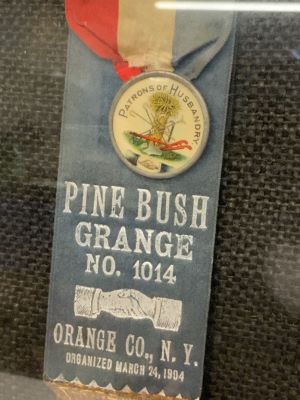 PATRONS OF HUSBANDRY
PINE BUSH
GRANGE
NO. 1014
ORANGE CO., N. Y.
ORGANIZED MARCH 24, 1904